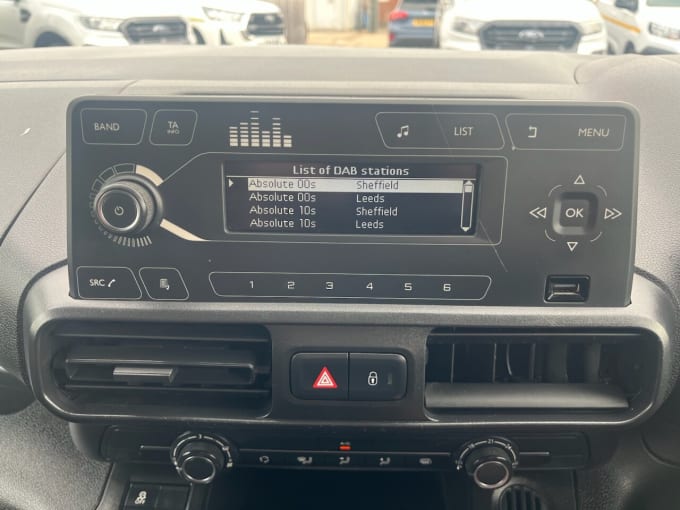 BAND
TA
INFO
LIST
MENU
List of DAB stations
Absolute 00s Sheffield
Absolute 00s Leeds
Absolute 10s Sheffield
Absolute 10s Leeds
OK
SRC
1 2 3 4 5 6
OFF